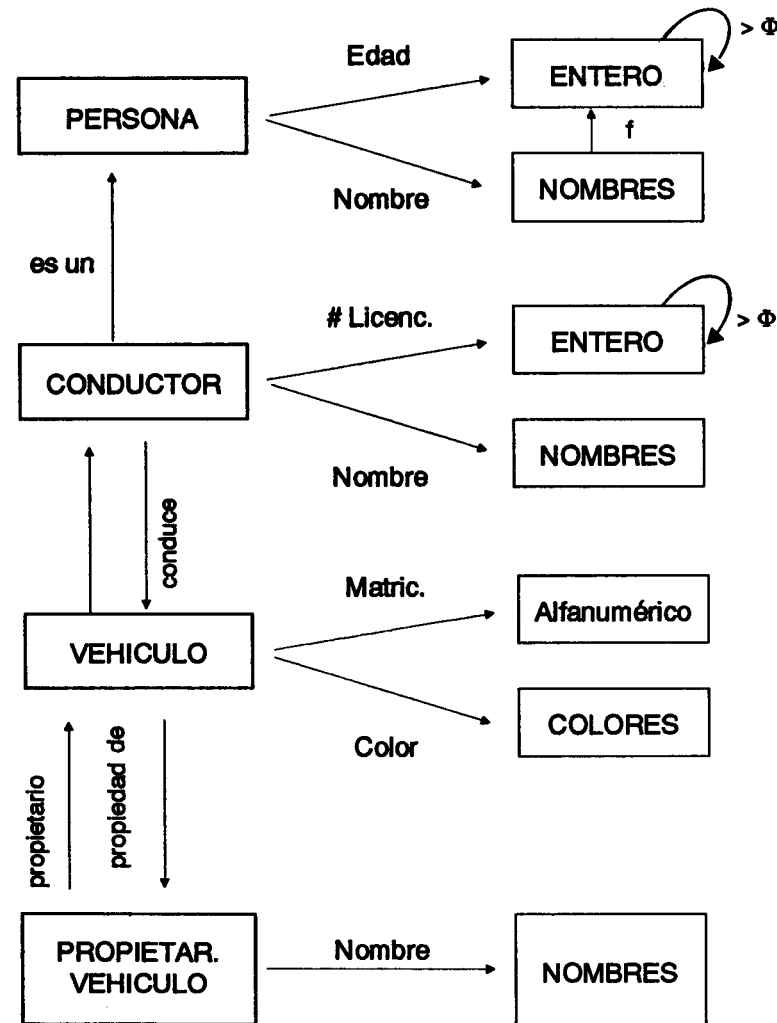 Edad
ENTERO
> Φ
PERSONA
f
Nombre
NOMBRES
es un
# Licenc.
ENTERO
> Φ
CONDUCTOR
Nombre
NOMBRES
conduce
Matric.
Alfanumérico
VEHICULO
Color
COLORES
propietario
propiedad de
PROPIETAR.
VEHICULO
Nombre
NOMBRES